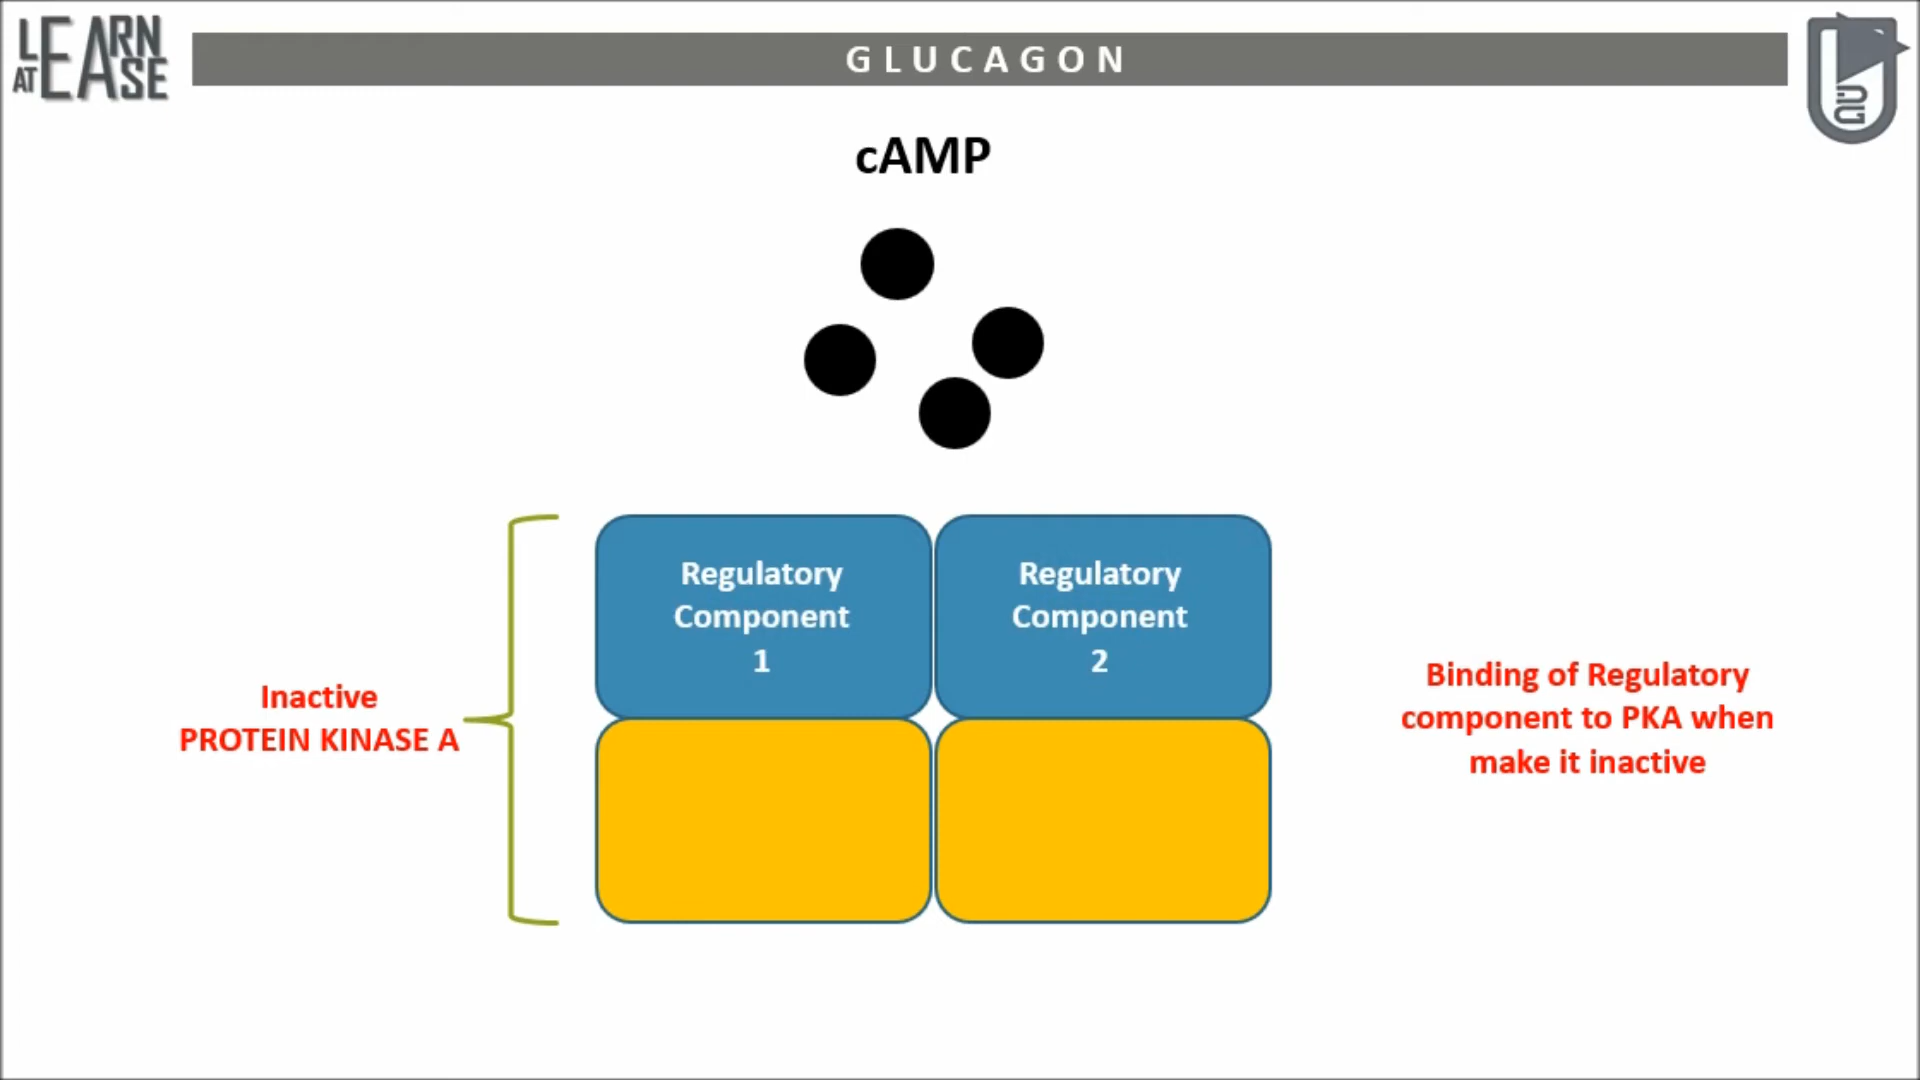 LEARN
AT EASE
GLUCAGON
cAMP
Regulatory
Component
1
Regulatory
Component
2
Inactive
PROTEIN KINASE A
Binding of Regulatory
component to PKA when
make it inactive